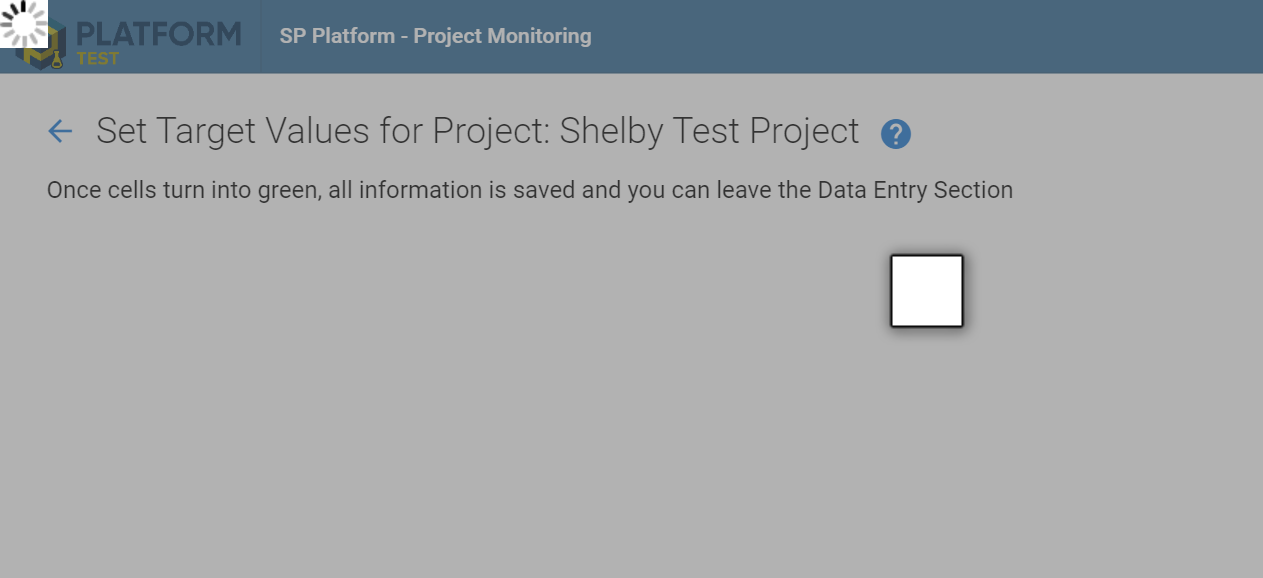 PLATFORM
TEST
SP Platform - Project Monitoring
Set Target Values for Project: Shelby Test Project ?
Once cells turn into green, all information is saved and you can leave the Data Entry Section